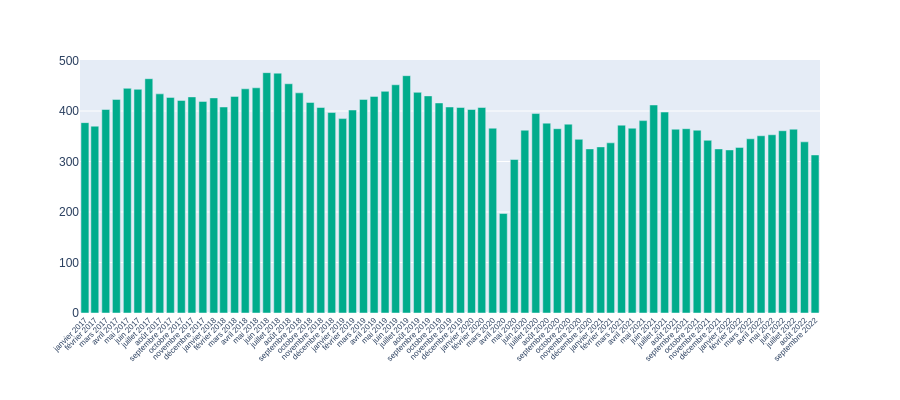 500
400
300
200
100
0
janvier 2017
février 2017
mars 2017
avril 2017
mai 2017
juin 2017
juillet 2017
août 2017
septembre 2017
octobre 2017
novembre 2017
décembre 2017
janvier 2018
février 2018
mars 2018
avril 2018
mai 2018
juin 2018
juillet 2018
août 2018
septembre 2018
octobre 2018
novembre 2018
décembre 2018
janvier 2019
février 2019
mars 2019
avril 2019
mai 2019
juin 2019
juillet 2019
août 2019
septembre 2019
octobre 2019
novembre 2019
décembre 2019
janvier 2020
février 2020
mars 2020
avril 2020
mai 2020
juin 2020
juillet 2020
août 2020
septembre 2020
octobre 2020
novembre 2020
décembre 2020
janvier 2021
février 2021
mars 2021
avril 2021
mai 2021
juin 2021
juillet 2021
août 2021
septembre 2021
octobre 2021
novembre 2021
décembre 2021
janvier 2022
février 2022
mars 2022
avril 2022
mai 2022
juin 2022
juillet 2022
août 2022
septembre 2022